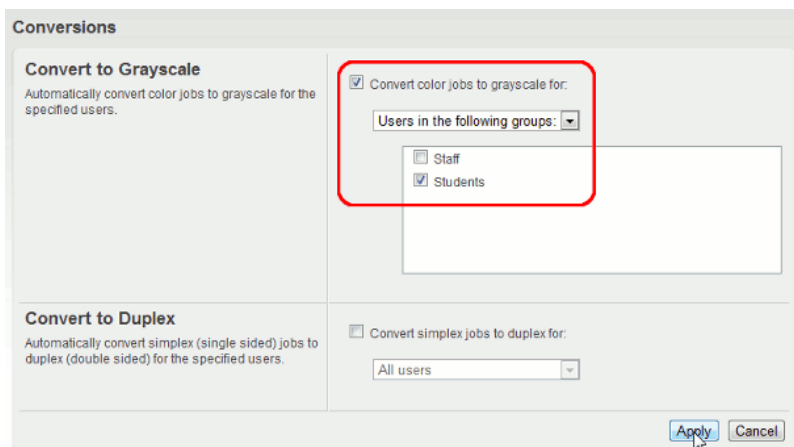 Conversions
Convert to Grayscale
Automatically convert color jobs to grayscale for the
specified users.
Convert color jobs to grayscale for:
Users in the following groups:
Staff
Students
Convert to Duplex
Automatically convert simplex (single sided) jobs to
duplex (double sided) for the specified users.
Convert simplex jobs to duplex for:
All users
Apply Cancel